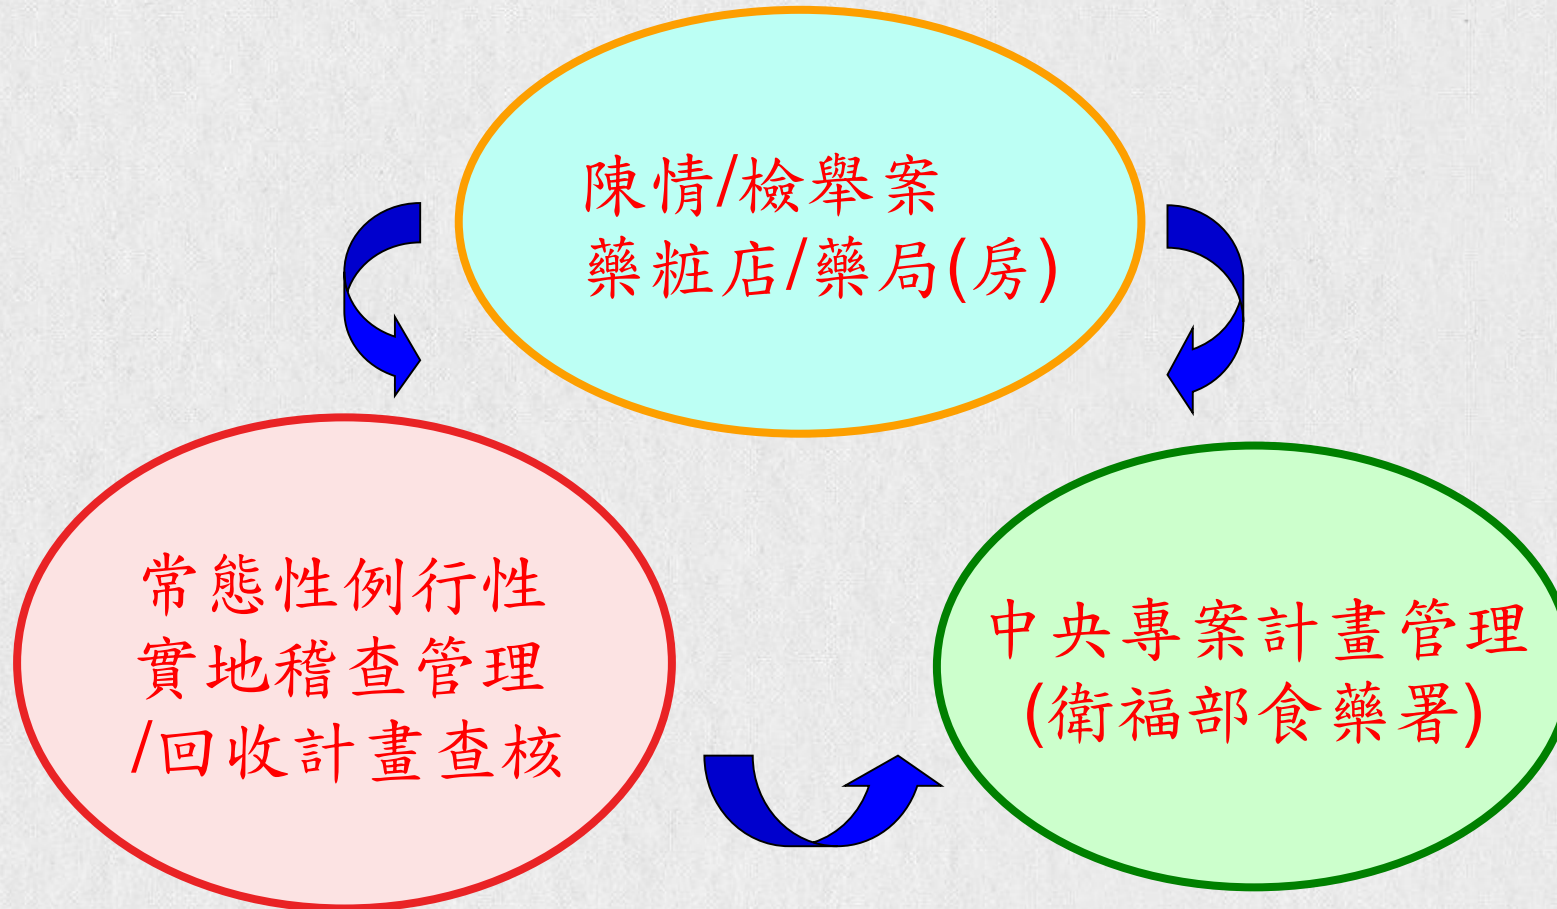 陳情/檢舉案
藥粧店/藥局(房)
常態性例行性
實地稽查管理
/回收計畫查核
中央專案計畫管理
(衛福部食藥署)